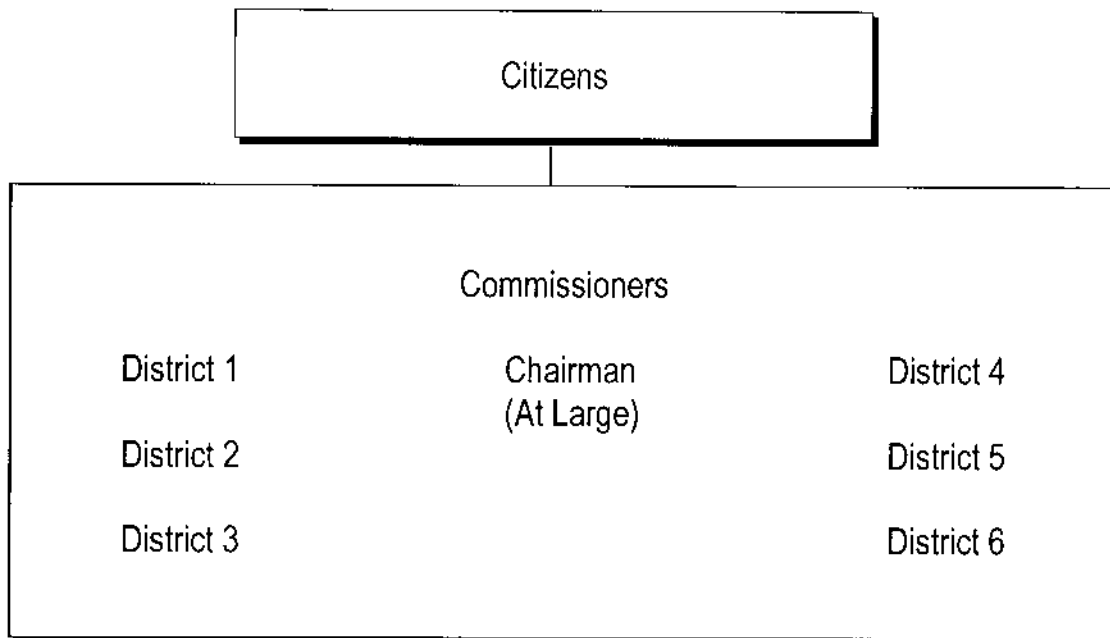 Citizens
Commissioners
District 1
Chairman
(At Large)
District 4
District 2
District 5
District 3
District 6